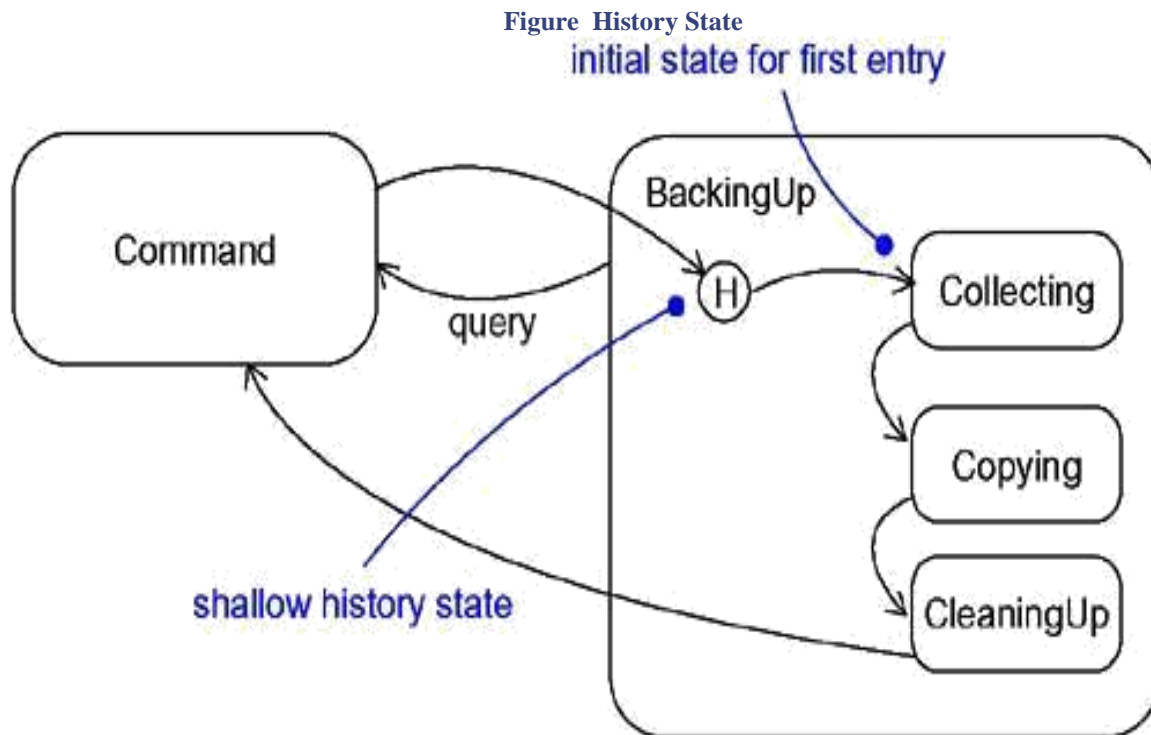 Figure History State
initial state for first entry
BackingUp
Command
H
Collecting
query
Copying
shallow history state
CleaningUp